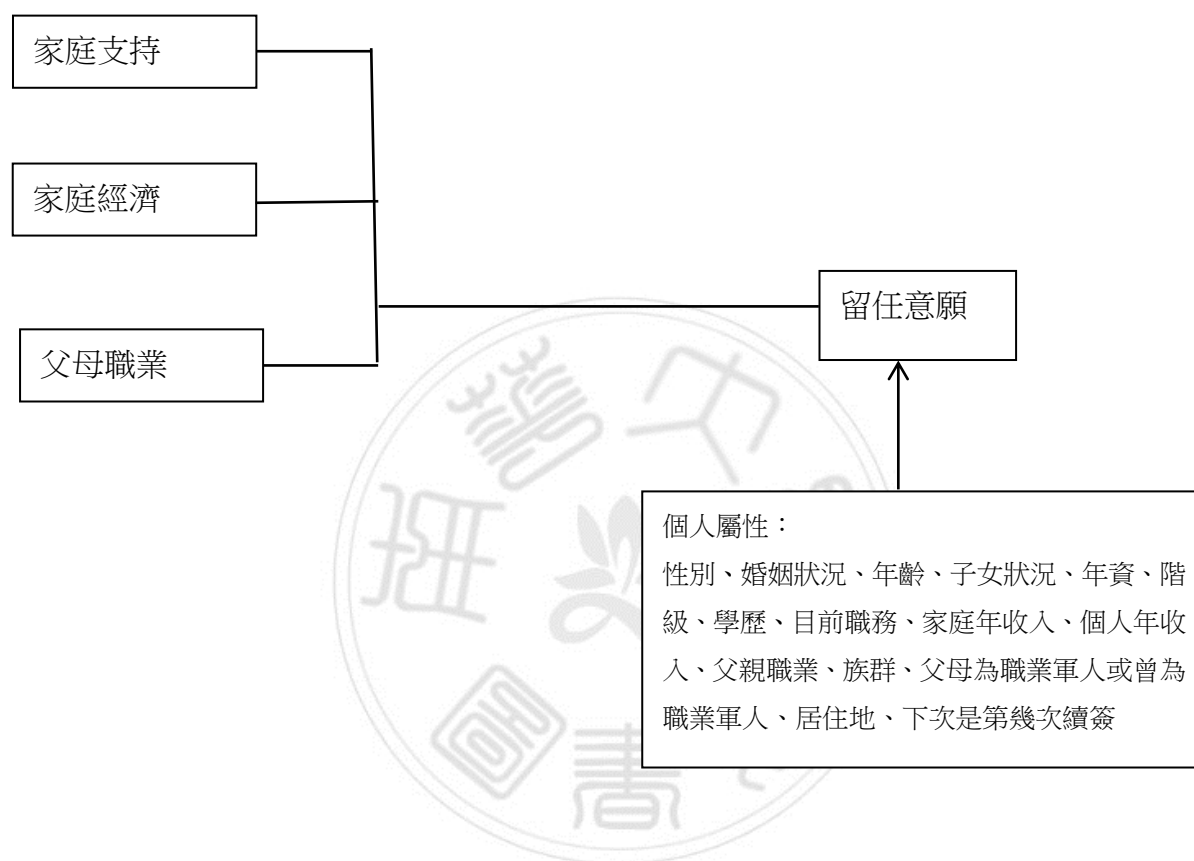 家庭支持
家庭經濟
留任意願
父母職業
個人屬性：
性別、婚姻狀況、年齡、子女狀況、年資、階
級、學歷、目前職務、家庭年收入、個人年收
入、父親職業、族群、父母為職業軍人或曾為
職業軍人、居住地、下次是第幾次續簽